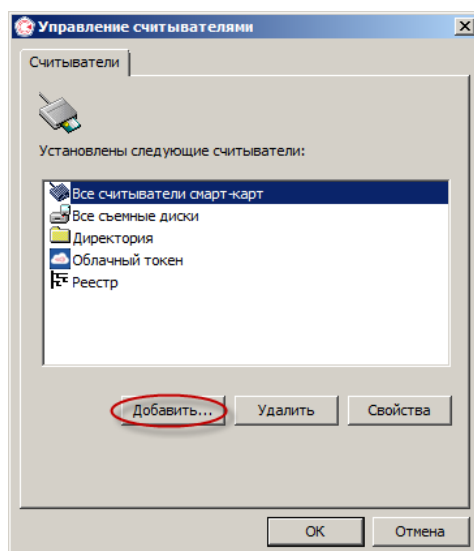 Управление считывателями
Считыватели
Установлены следующие считыватели:
Все считыватели смарт-карт
Все съемные диски
Директория
Облачный токен
Реестр
Добавить... Удалить Свойства
ОК Отмена